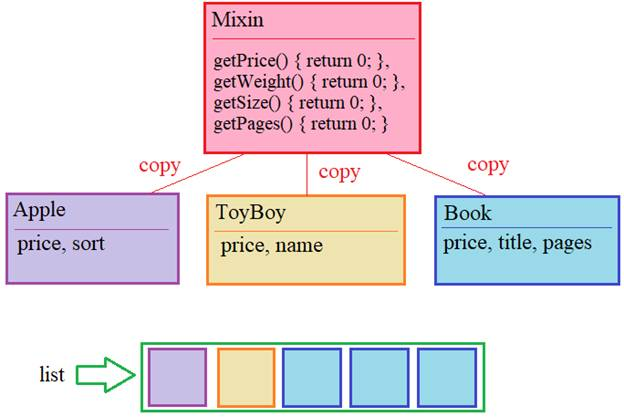 Mixin
getPrice() { return 0; },
getWeight() { return 0; },
getSize() { return 0; },
getPages() { return 0; }
copy
copy
copy
Apple
price, sort
ToyBoy
price, name
Book
price, title, pages
list